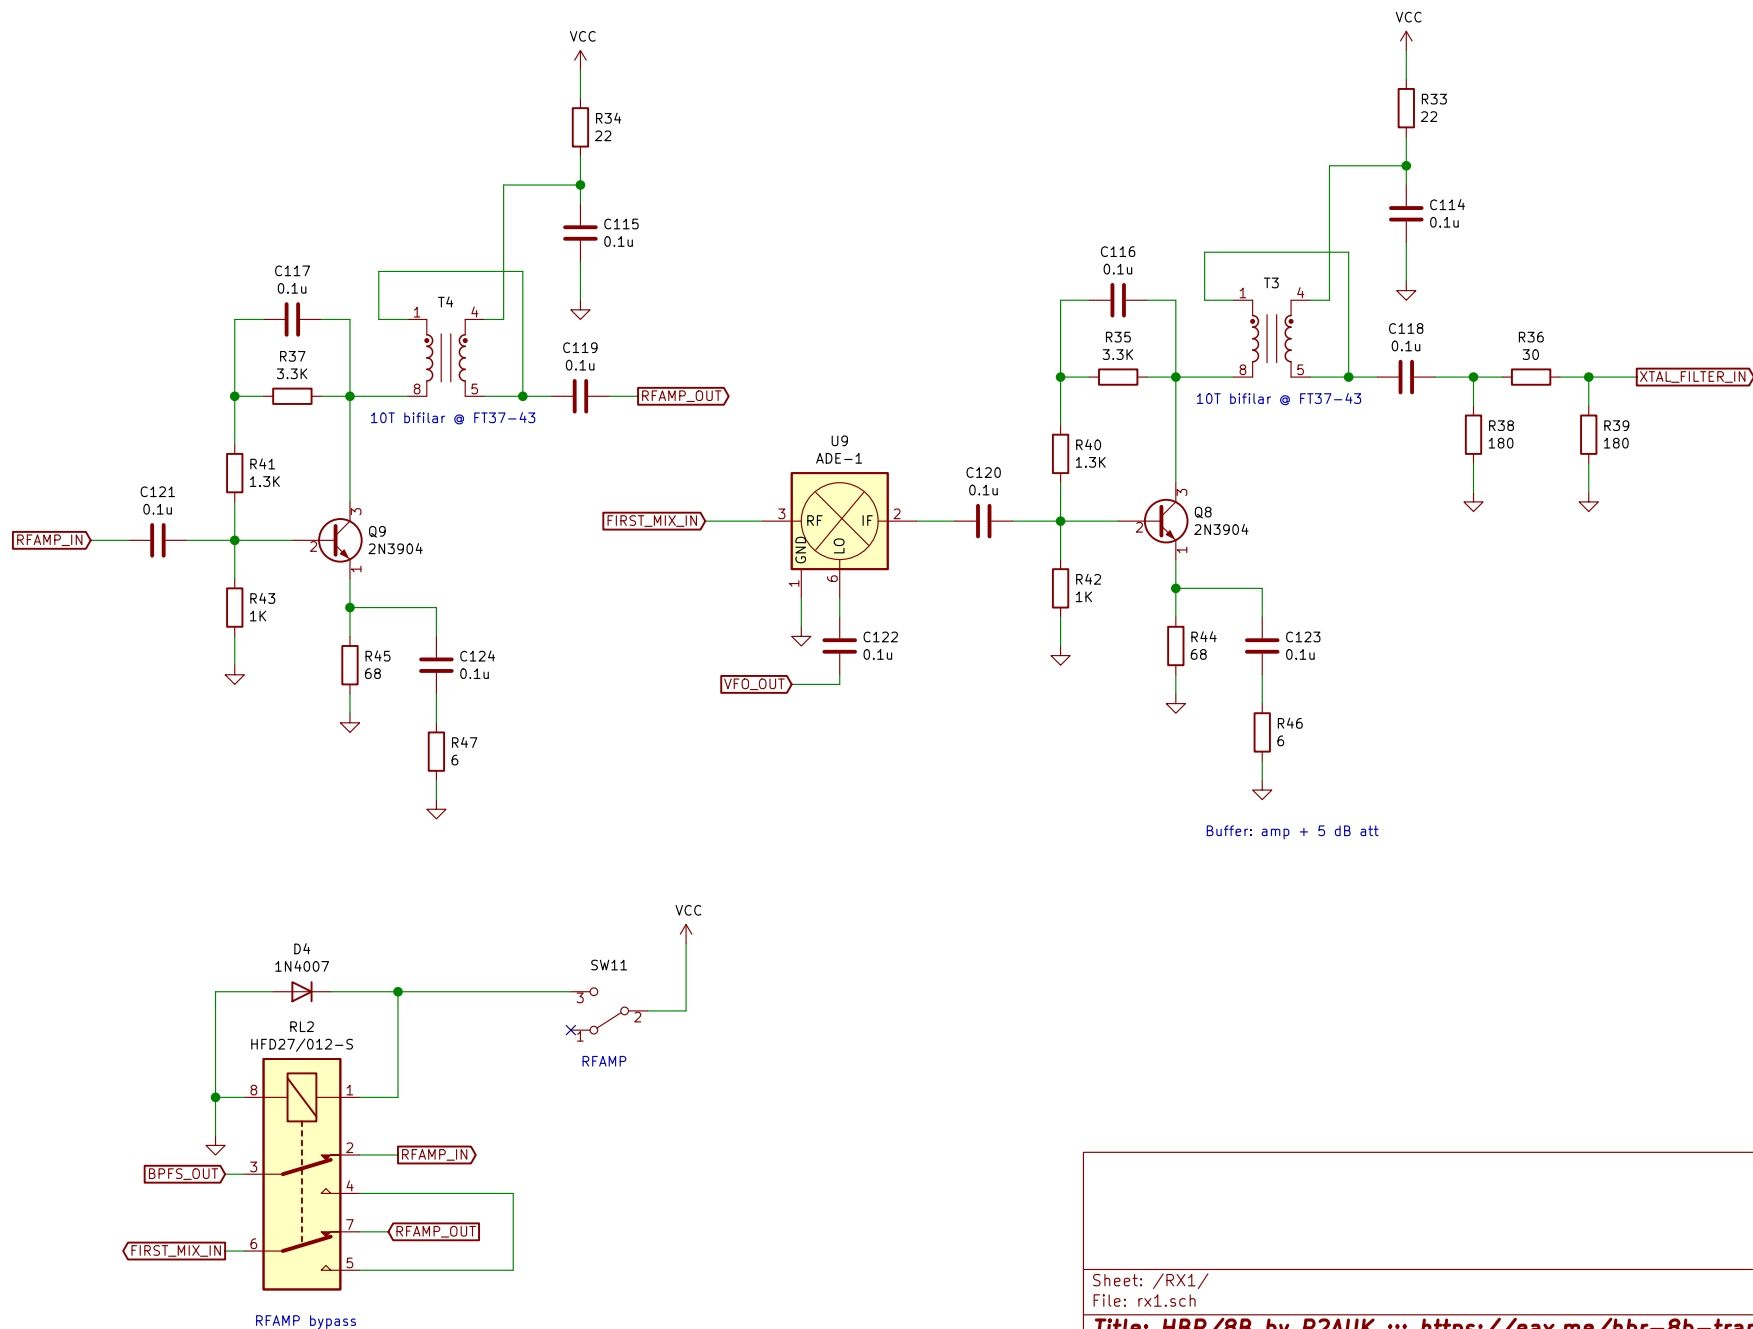 VCC
R34
22
C115
0.1u
C117
0.1u
R37
3.3K
T4
1
4
8
5
10T bifilar @ FT37-43
C119
0.1u
RFAMP_OUT
R41
1.3K
C121
0.1u
RFAMP_IN
3
2
1
Q9
2N3904
R43
1K
R45
68
C124
0.1u
R47
6
VCC
R33
22
C114
0.1u
C116
0.1u
R35
3.3K
T3
1
4
8
5
10T bifilar @ FT37-43
C118
0.1u
R36
30
XTAL_FILTER_IN
R38
180
R39
180
R40
1.3K
U9
ADE-1
FIRST_MIX_IN
3
RF
IF
2
GND
LO
1
6
C120
0.1u
3
2
1
Q8
2N3904
R42
1K
C122
0.1u
VFO_OUT
R44
68
C123
0.1u
R46
6
Buffer: amp + 5 dB att
VCC
D4
1N4007
SW11
3
2
1
RFAMP
RL2
HFD27/012-S
8
1
2
RFAMP_IN
BPFS_OUT
3
4
7
RFAMP_OUT
FIRST_MIX_IN
6
5
RFAMP bypass
Sheet: /RX1/
File: rx1.sch